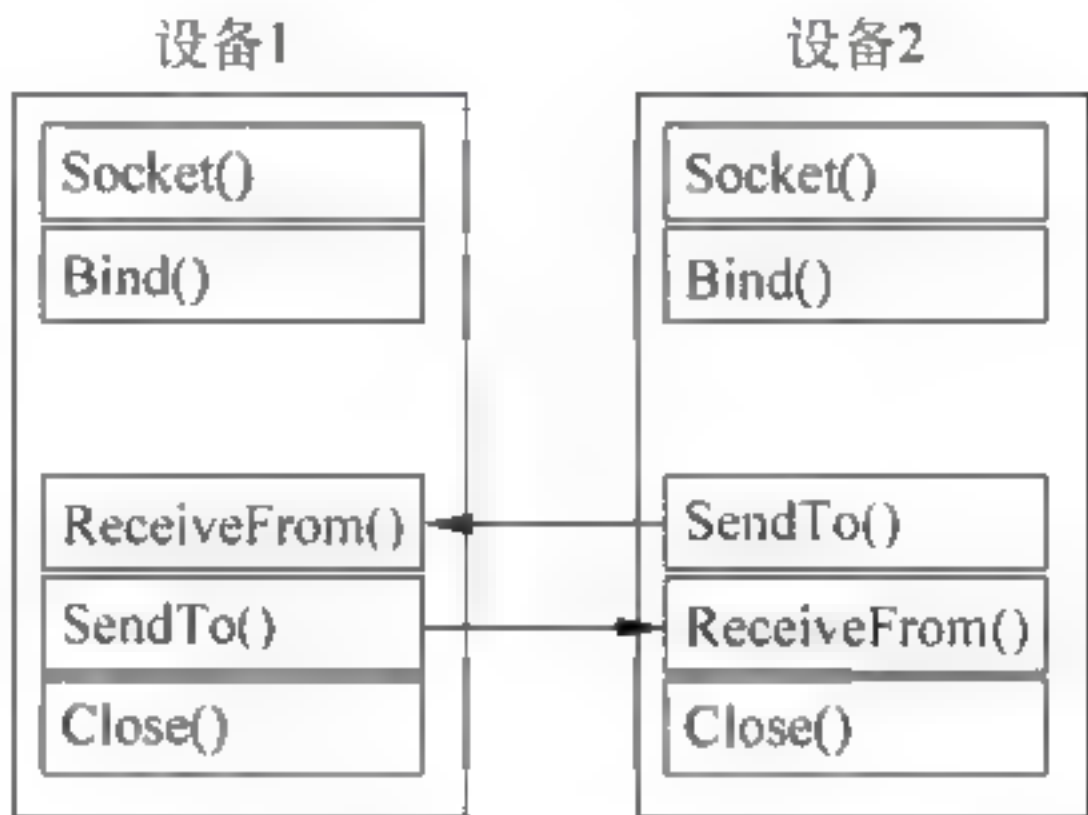 设备1
Socket()
Bind()
ReceiveFrom()
SendTo()
Close()
设备2
Socket()
Bind()
SendTo()
ReceiveFrom()
Close()